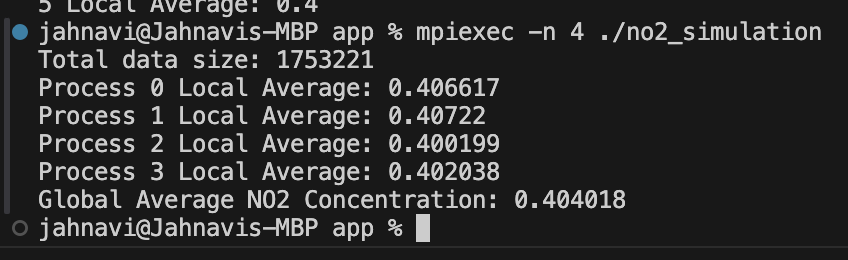 5 Local Average: 0.4
jahnavi@Jahnavis-MBP app % mpiexec -n 4 ./no2_simulation
Total data size: 1753221
Process 0 Local Average: 0.406617
Process 1 Local Average: 0.40722
Process 2 Local Average: 0.400199
Process 3 Local Average: 0.402038
Global Average NO2 Concentration: 0.404018
jahnavi@Jahnavis-MBP app %